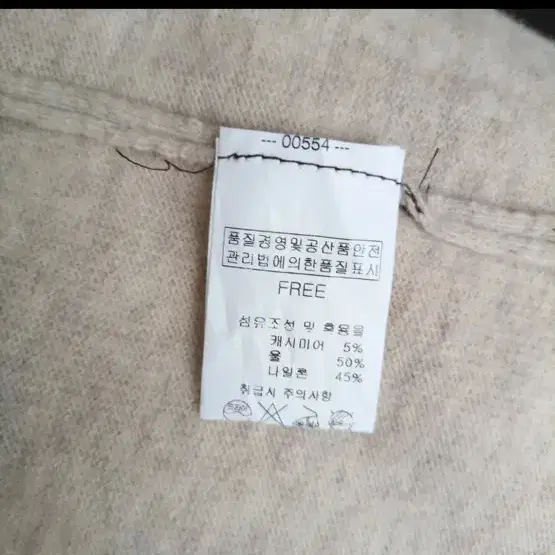 --- 00554 ---
품질경영및공산품안전
관리법에의한품질표시
FREE
섬유조성 및 혼용율
캐시미어 5%
울 50%
나일론 45%
취급시 주의사항